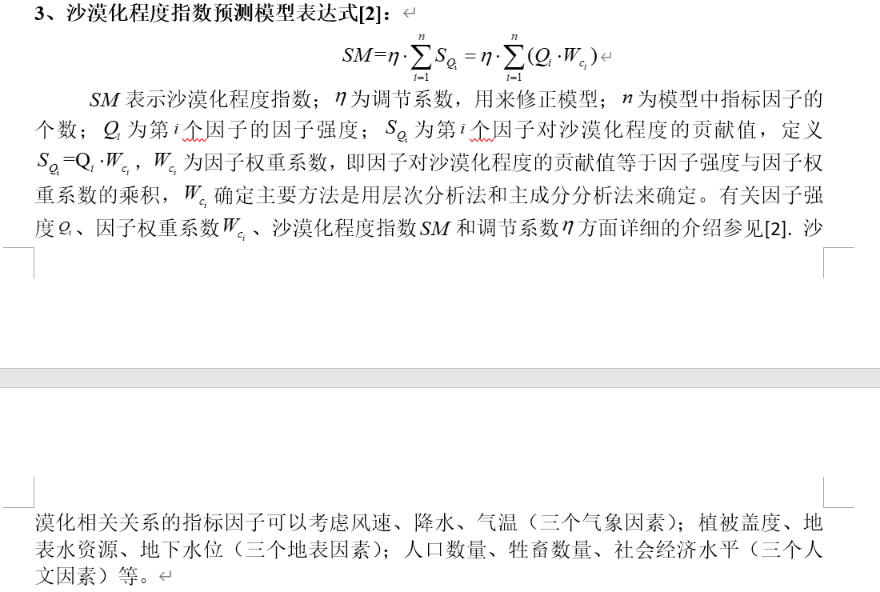 3、沙漠化程度指数预测模型表达式[2]：
SM=η·∑ⁿᵢ₌₁ S_{Q_i} = η·∑ⁿᵢ₌₁ (Q_i·W_{c_i})
SM 表示沙漠化程度指数；η 为调节系数，用来修正模型；n 为模型中指标因子的
个数；Q_i 为第 i 个因子的因子强度；S_{Q_i} 为第 i 个因子对沙漠化程度的贡献值，定义
S_{Q_i}=Q_i·W_{c_i}，W_{c_i} 为因子权重系数，即因子对沙漠化程度的贡献值等于因子强度与因子权
重系数的乘积，W_{c_i} 确定主要方法是用层次分析法和主成分分析法来确定。有关因子强
度 Q_i、因子权重系数 W_{c_i}、沙漠化程度指数 SM 和调节系数 η 方面详细的介绍参见[2]. 沙
漠化相关关系的指标因子可以考虑风速、降水、气温（三个气象因素）；植被盖度、地
表水资源、地下水位（三个地表因素）；人口数量、牲畜数量、社会经济水平（三个人
文因素）等。